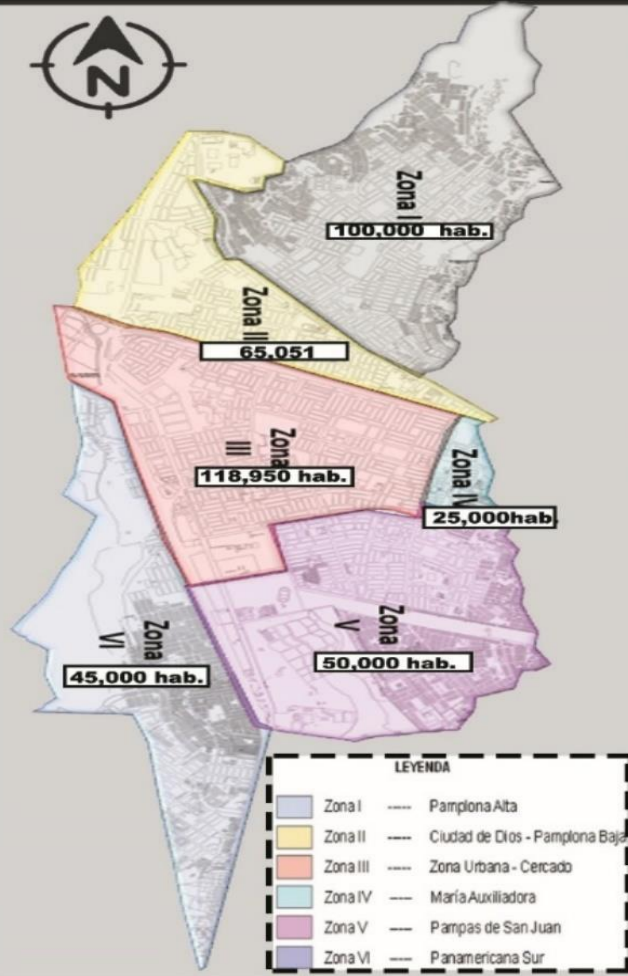 N
Zona I
100,000 hab.
Zona II
65,051
Zona
III
118,950 hab.
Zona IV
25,000hab.
Zona
V
50,000 hab.
Zona
VI
45,000 hab.
LEYENDA
Zona I ---- Pamplona Alta
Zona II ---- Ciudad de Dios - Pamplona Baja
Zona III ---- Zona Urbana - Cercado
Zona IV ---- María Auxiliadora
Zona V ---- Pampas de San Juan
Zona VI ---- Panamericana Sur